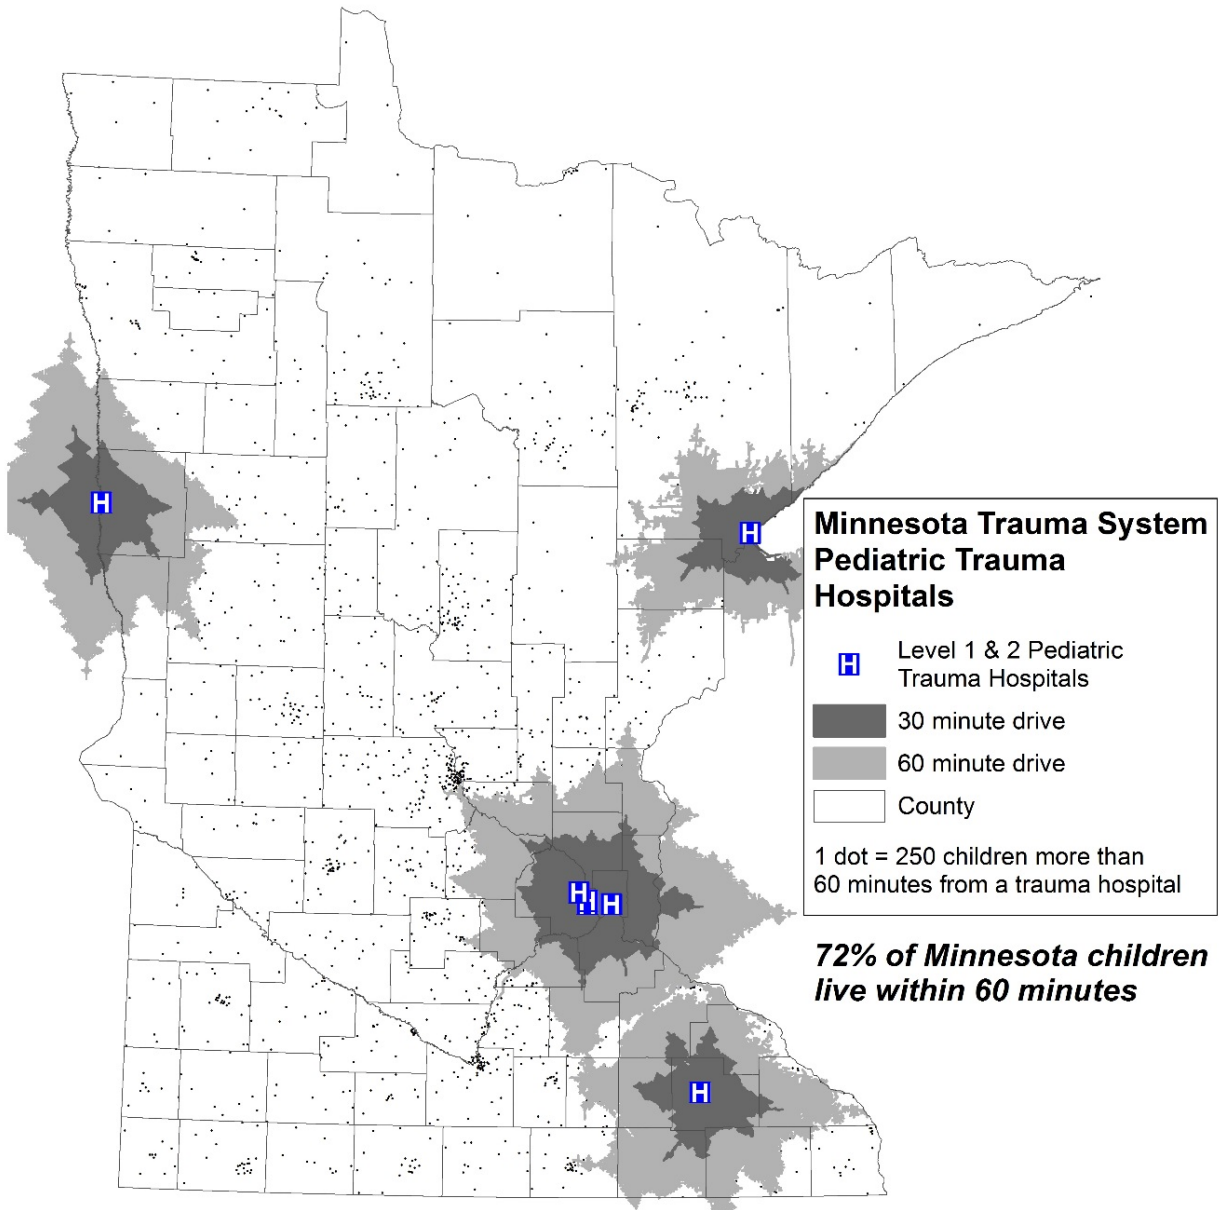 H
H
Minnesota Trauma System
Pediatric Trauma
Hospitals
H
Level 1 & 2 Pediatric
Trauma Hospitals
30 minute drive
60 minute drive
County
1 dot = 250 children more than
60 minutes from a trauma hospital
H
H
H
72% of Minnesota children
live within 60 minutes
H